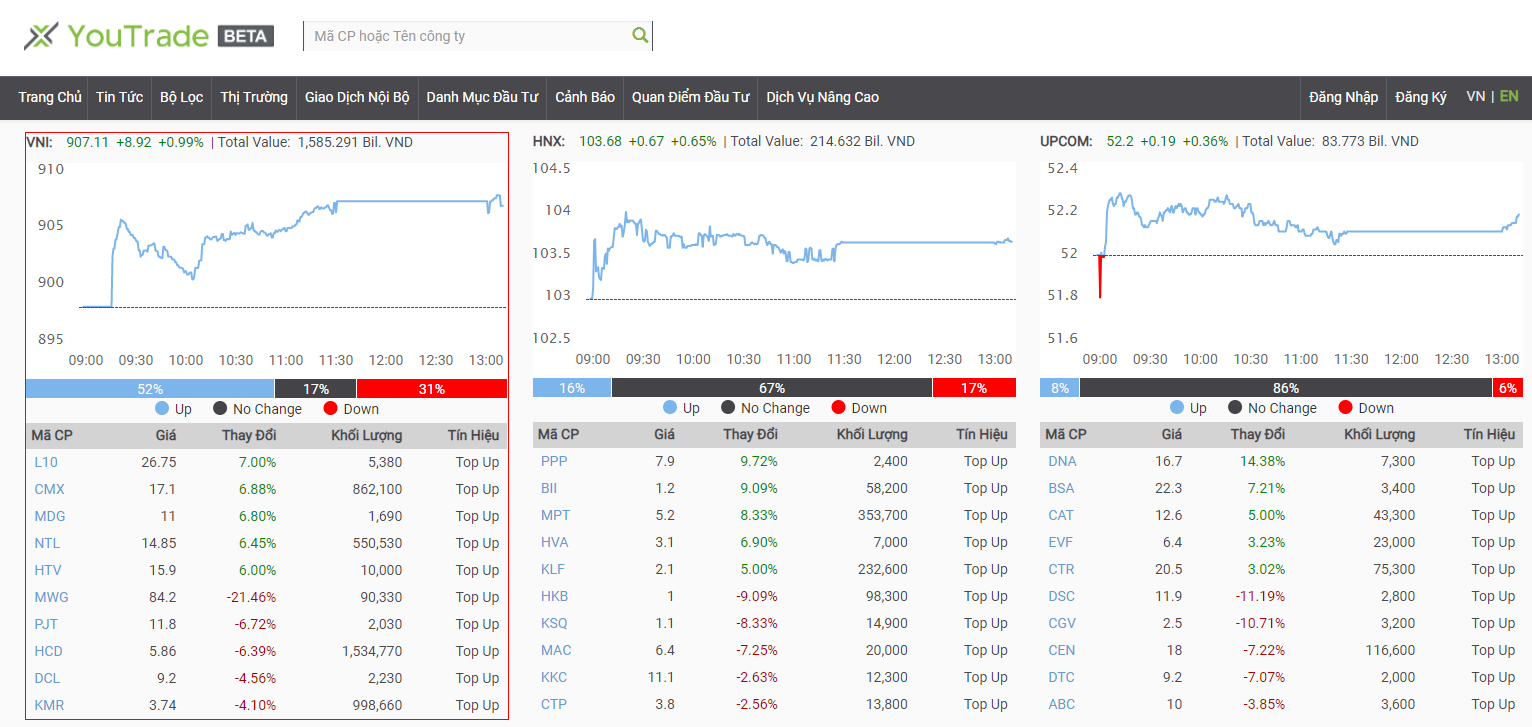 YouTrade BETA
Mã CP hoặc Tên công ty
Trang Chủ Tin Tức Bộ Lọc Thị Trường Giao Dịch Nội Bộ Danh Mục Đầu Tư Cảnh Báo Quan Điểm Đầu Tư Dịch Vụ Nâng Cao Đăng Nhập Đăng Ký VN | EN
VNI: 907.11 +8.92 +0.99% | Total Value: 1,585.291 Bil. VND
910
905
900
895
09:00 09:30 10:00 10:30 11:00 11:30 12:00 12:30 13:00
52% 17% 31%
Up No Change Down
Mã CP Giá Thay Đổi Khối Lượng Tín Hiệu
L10 26.75 7.00% 5,380 Top Up
CMX 17.1 6.88% 862,100 Top Up
MDG 11 6.80% 1,690 Top Up
NTL 14.85 6.45% 550,530 Top Up
HTV 15.9 6.00% 10,000 Top Up
MWG 84.2 -21.46% 90,330 Top Up
PJT 11.8 -6.72% 2,030 Top Up
HCD 5.86 -6.39% 1,534,770 Top Up
DCL 9.2 -4.56% 2,230 Top Up
KMR 3.74 -4.10% 998,660 Top Up
HNX: 103.68 +0.67 +0.65% | Total Value: 214.632 Bil. VND
104.5
104
103.5
103
102.5
09:00 09:30 10:00 10:30 11:00 11:30 12:00 12:30 13:00
16% 67% 17%
Up No Change Down
Mã CP Giá Thay Đổi Khối Lượng Tín Hiệu
PPP 7.9 9.72% 2,400 Top Up
BII 1.2 9.09% 58,200 Top Up
MPT 5.2 8.33% 353,700 Top Up
HVA 3.1 6.90% 7,000 Top Up
KLF 2.1 5.00% 232,600 Top Up
HKB 1 -9.09% 98,300 Top Up
KSQ 1.1 -8.33% 14,900 Top Up
MAC 6.4 -7.25% 20,000 Top Up
KKC 11.1 -2.63% 12,300 Top Up
CTP 3.8 -2.56% 13,800 Top Up
UPCOM: 52.2 +0.19 +0.36% | Total Value: 83.773 Bil. VND
52.4
52.2
52
51.8
51.6
09:00 09:30 10:00 10:30 11:00 11:30 12:00 12:30 13:00
8% 86% 6%
Up No Change Down
Mã CP Giá Thay Đổi Khối Lượng Tín Hiệu
DNA 16.7 14.38% 7,300 Top Up
BSA 22.3 7.21% 3,400 Top Up
CAT 12.6 5.00% 43,300 Top Up
EVF 6.4 3.23% 23,000 Top Up
CTR 20.5 3.02% 75,300 Top Up
DSC 11.9 -11.19% 2,800 Top Up
CGV 2.5 -10.71% 3,200 Top Up
CEN 18 -7.22% 116,600 Top Up
DTC 9.2 -7.07% 2,000 Top Up
ABC 10 -3.85% 3,600 Top Up